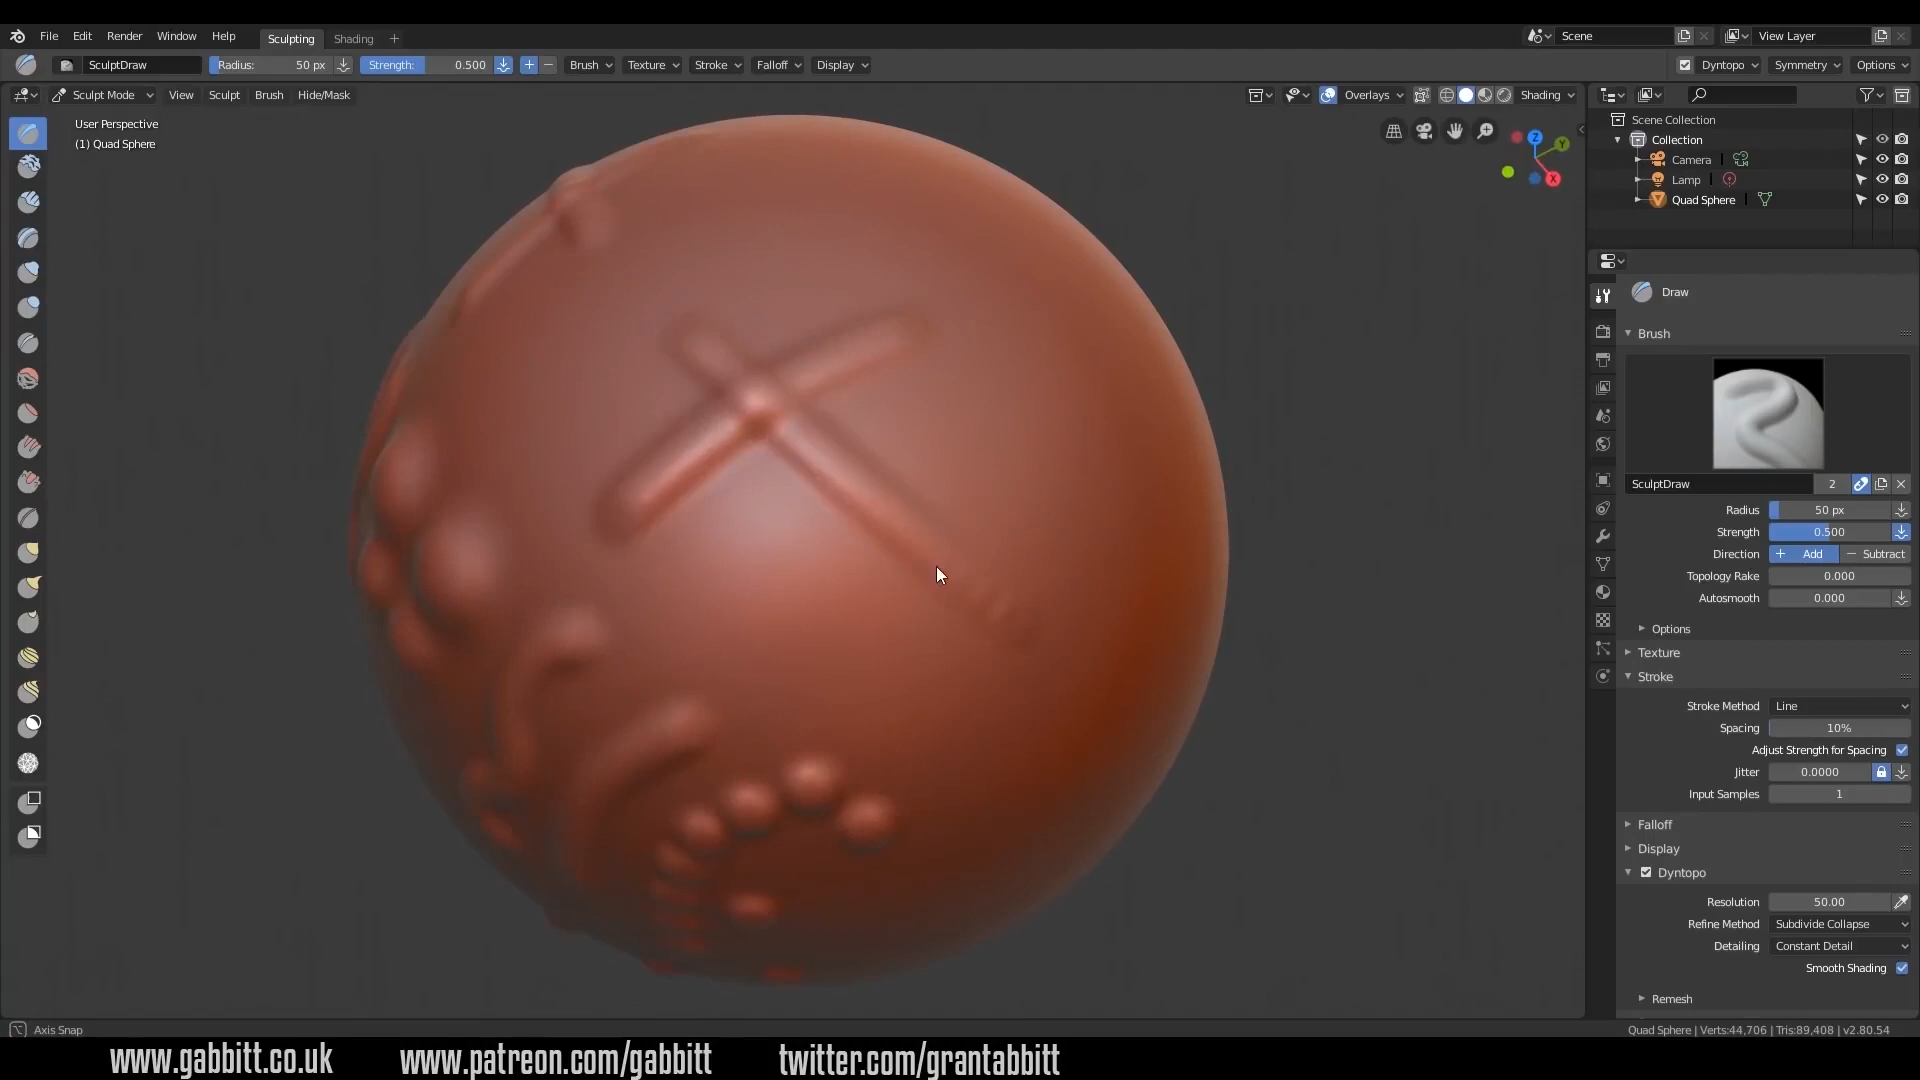 File Edit Render Window Help Sculpting Shading + Scene View Layer
SculptDraw Radius: 50 px Strength: 0.500 + − Brush Texture Stroke Falloff Display Dyntopo Symmetry Options
Sculpt Mode View Sculpt Brush Hide/Mask Overlays Shading
User Perspective
(1) Quad Sphere
Z
Y
X
Scene Collection
Collection
Camera
Lamp
Quad Sphere
Draw
Brush
SculptDraw 2
Radius 50 px
Strength 0.500
Direction + Add − Subtract
Topology Rake 0.000
Autosmooth 0.000
Options
Texture
Stroke
Stroke Method Line
Spacing 10%
Adjust Strength for Spacing
Jitter 0.0000
Input Samples 1
Falloff
Display
Dyntopo
Resolution 50.00
Refine Method Subdivide Collapse
Detailing Constant Detail
Smooth Shading
Remesh
Axis Snap Quad Sphere | Verts:44,706 | Tris:89,408 | v2.80.54
www.gabbitt.co.uk www.patreon.com/gabbitt twitter.com/grantabbitt